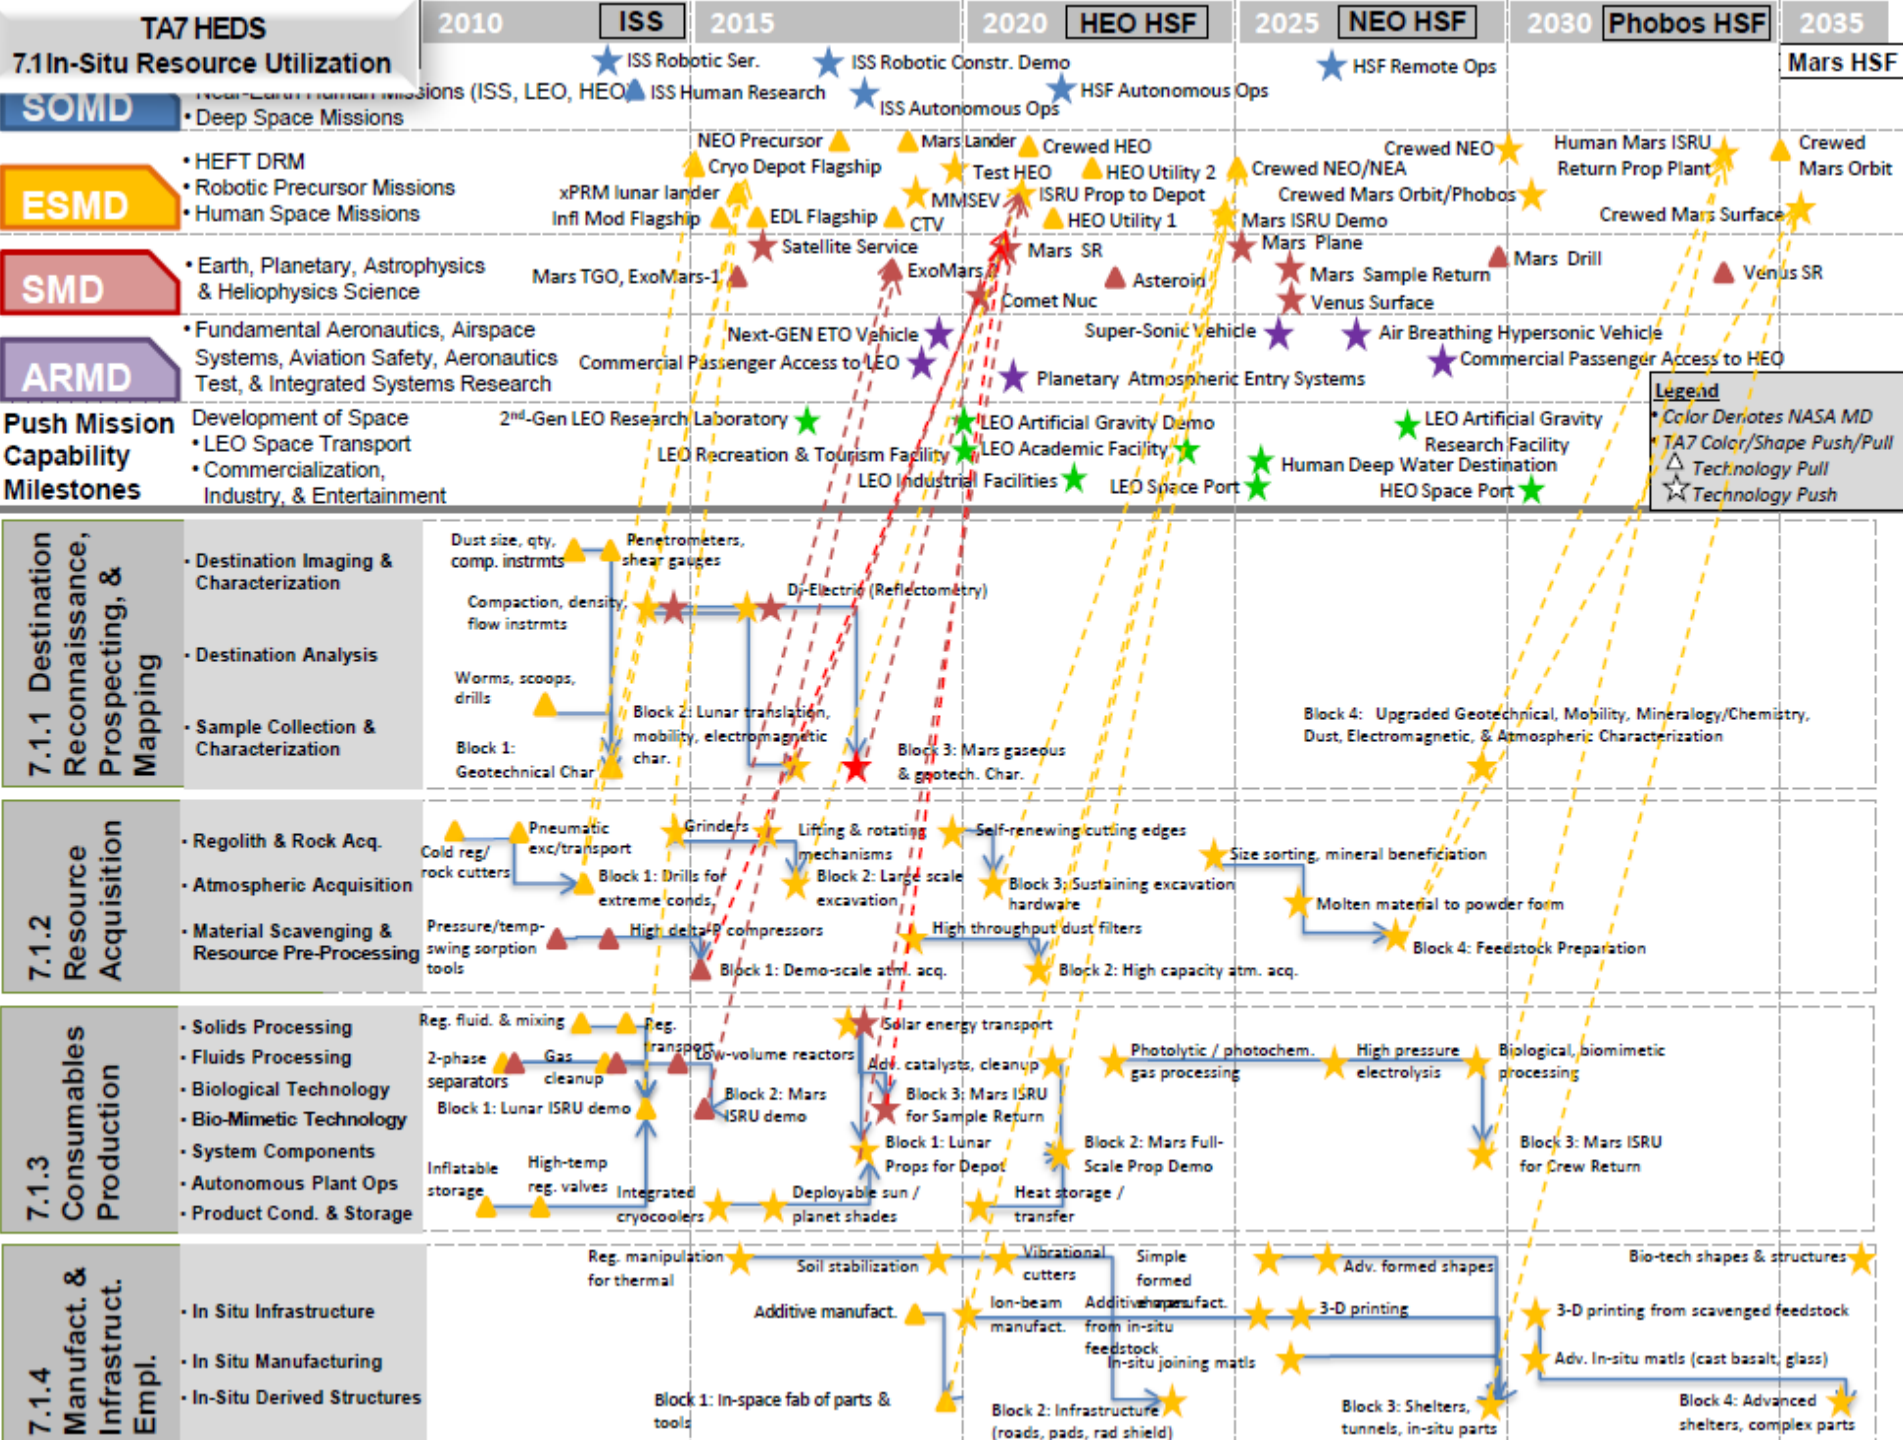 TA7 HEDS
7.1In-Situ Resource Utilization
2010 ISS 2015 2020 HEO HSF 2025 NEO HSF 2030 Phobos HSF 2035
Mars HSF
SOMD
Near-Earth Human Missions (ISS, LEO, HEO)
• Deep Space Missions
ISS Robotic Ser.
ISS Robotic Constr. Demo
HSF Remote Ops
ISS Human Research
ISS Autonomous Ops
HSF Autonomous Ops
ESMD
• HEFT DRM
• Robotic Precursor Missions
• Human Space Missions
NEO Precursor
Mars Lander
Crewed HEO
Crewed NEO
Human Mars ISRU
Return Prop Plant
Crewed
Mars Orbit
Cryo Depot Flagship
Test HEO
HEO Utility 2
Crewed NEO/NEA
xPRM lunar lander
MMSEV
ISRU Prop to Depot
Crewed Mars Orbit/Phobos
Infl Mod Flagship
EDL Flagship
CTV
HEO Utility 1
Mars ISRU Demo
Crewed Mars Surface
SMD
• Earth, Planetary, Astrophysics
& Heliophysics Science
Satellite Service
Mars SR
Mars Plane
Mars Drill
Mars TGO, ExoMars-1
ExoMars
Asteroid
Mars Sample Return
Venus SR
Comet Nuc
Venus Surface
ARMD
• Fundamental Aeronautics, Airspace
Systems, Aviation Safety, Aeronautics
Test, & Integrated Systems Research
Next-GEN ETO Vehicle
Super-Sonic Vehicle
Air Breathing Hypersonic Vehicle
Commercial Passenger Access to LEO
Commercial Passenger Access to HEO
Planetary Atmospheric Entry Systems
Legend
• Color Denotes NASA MD
• TA7 Color/Shape Push/Pull
Technology Pull
Technology Push
Push Mission
Capability
Milestones
Development of Space
• LEO Space Transport
• Commercialization,
Industry, & Entertainment
2nd-Gen LEO Research Laboratory
LEO Artificial Gravity Demo
LEO Artificial Gravity
Research Facility
LEO Recreation & Tourism Facility
LEO Academic Facility
Human Deep Water Destination
LEO Industrial Facilities
LEO Space Port
HEO Space Port
7.1.1 Destination
Reconnaissance,
Prospecting, &
Mapping
• Destination Imaging &
Characterization
• Destination Analysis
• Sample Collection &
Characterization
Dust size, qty,
comp. instrmts
Penetrometers,
shear gauges
Compaction, density,
flow instrmts
Di-Electric (Reflectometry)
Worms, scoops,
drills
Block 1:
Geotechnical Char
Block 2: Lunar translation,
mobility, electromagnetic
char.
Block 3: Mars gaseous
& geotech. Char.
Block 4: Upgraded Geotechnical, Mobility, Mineralogy/Chemistry,
Dust, Electromagnetic, & Atmospheric Characterization
7.1.2
Resource
Acquisition
• Regolith & Rock Acq.
• Atmospheric Acquisition
• Material Scavenging &
Resource Pre-Processing
Cold reg/
rock cutters
Pneumatic
exc/transport
Grinders
Lifting & rotating
mechanisms
Self-renewing cutting edges
Size sorting, mineral beneficiation
Block 1: Drills for
extreme conds.
Block 2: Large scale
excavation
Block 3: Sustaining excavation
hardware
Molten material to powder form
Pressure/temp-
swing sorption
tools
High delta-P compressors
High throughput dust filters
Block 4: Feedstock Preparation
Block 1: Demo-scale atm. acq.
Block 2: High capacity atm. acq.
7.1.3
Consumables
Production
• Solids Processing
• Fluids Processing
• Biological Technology
• Bio-Mimetic Technology
• System Components
• Autonomous Plant Ops
• Product Cond. & Storage
Reg. fluid. & mixing
Reg.
transport
Solar energy transport
2-phase
separators
Gas
cleanup
Low-volume reactors
Adv. catalysts, cleanup
Photolytic / photochem.
gas processing
High pressure
electrolysis
Biological, biomimetic
processing
Block 1: Lunar ISRU demo
Block 2: Mars
ISRU demo
Block 3: Mars ISRU
for Sample Return
Block 1: Lunar
Props for Depot
Block 2: Mars Full-
Scale Prop Demo
Block 3: Mars ISRU
for Crew Return
Inflatable
storage
High-temp
reg. valves
Integrated
cryocoolers
Deployable sun /
planet shades
Heat storage /
transfer
7.1.4
Manufact. &
Infrastruct.
Empl.
• In Situ Infrastructure
• In Situ Manufacturing
• In-Situ Derived Structures
Reg. manipulation
for thermal
Soil stabilization
Vibrational
cutters
Simple
formed
shapes
Adv. formed shapes
Bio-tech shapes & structures
Additive manufact.
Ion-beam
manufact.
Additive manufact.
from in-situ
feedstock
3-D printing
3-D printing from scavenged feedstock
In-situ joining matls
Adv. In-situ matls (cast basalt, glass)
Block 1: In-space fab of parts &
tools
Block 2: Infrastructure
(roads, pads, rad shield)
Block 3: Shelters,
tunnels, in-situ parts
Block 4: Advanced
shelters, complex parts